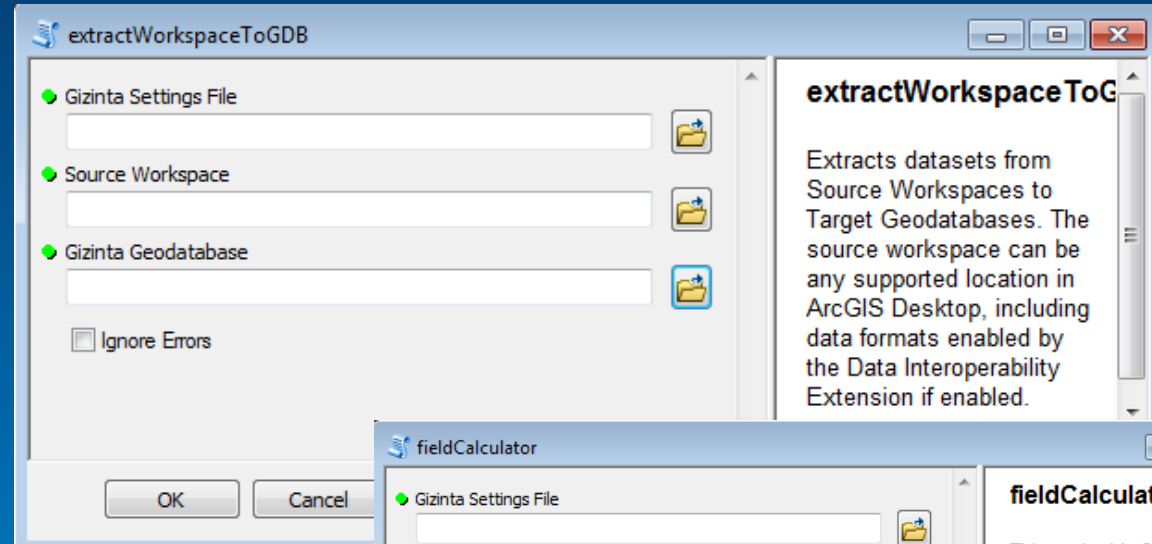 extractWorkspaceToGDB
Gizinta Settings File
Source Workspace
Gizinta Geodatabase
Ignore Errors
OK
Cancel
extractWorkspaceToG
Extracts datasets from
Source Workspaces to
Target Geodatabases. The
source workspace can be
any supported location in
ArcGIS Desktop, including
data formats enabled by
the Data Interoperability
Extension if enabled.
fieldCalculator
Gizinta Settings File
fieldCalculat